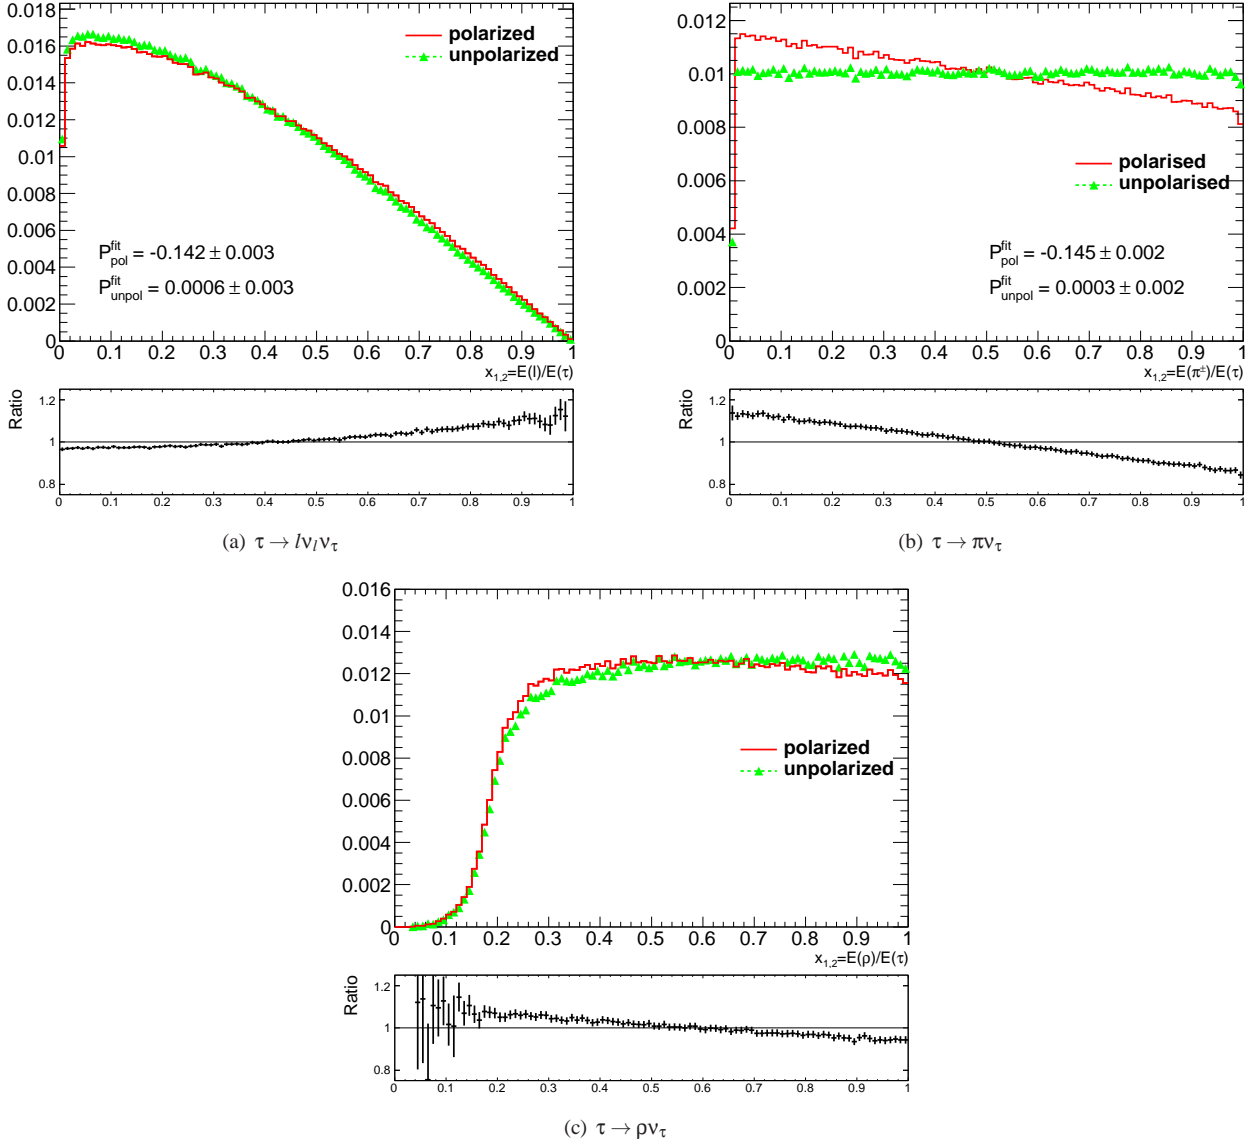 0.018
0.016
0.014
0.012
0.01
0.008
0.006
0.004
0.002
0
polarized
unpolarized
P^fit_pol = -0.142 ± 0.003
P^fit_unpol = 0.0006 ± 0.003
0 0.1 0.2 0.3 0.4 0.5 0.6 0.7 0.8 0.9 1
x_1,2=E(l)/E(τ)
Ratio
1.2
1
0.8
0 0.1 0.2 0.3 0.4 0.5 0.6 0.7 0.8 0.9 1
(a) τ → lν_lν_τ
0.012
0.01
0.008
0.006
0.004
0.002
0
polarised
unpolarised
P^fit_pol = -0.145 ± 0.002
P^fit_unpol = 0.0003 ± 0.002
0 0.1 0.2 0.3 0.4 0.5 0.6 0.7 0.8 0.9 1
x_1,2=E(π^±)/E(τ)
Ratio
1.2
1
0.8
0 0.1 0.2 0.3 0.4 0.5 0.6 0.7 0.8 0.9 1
(b) τ → πν_τ
0.016
0.014
0.012
0.01
0.008
0.006
0.004
0.002
0
polarized
unpolarized
0 0.1 0.2 0.3 0.4 0.5 0.6 0.7 0.8 0.9 1
x_1,2=E(ρ)/E(τ)
Ratio
1.2
1
0.8
0 0.1 0.2 0.3 0.4 0.5 0.6 0.7 0.8 0.9 1
(c) τ → ρν_τ